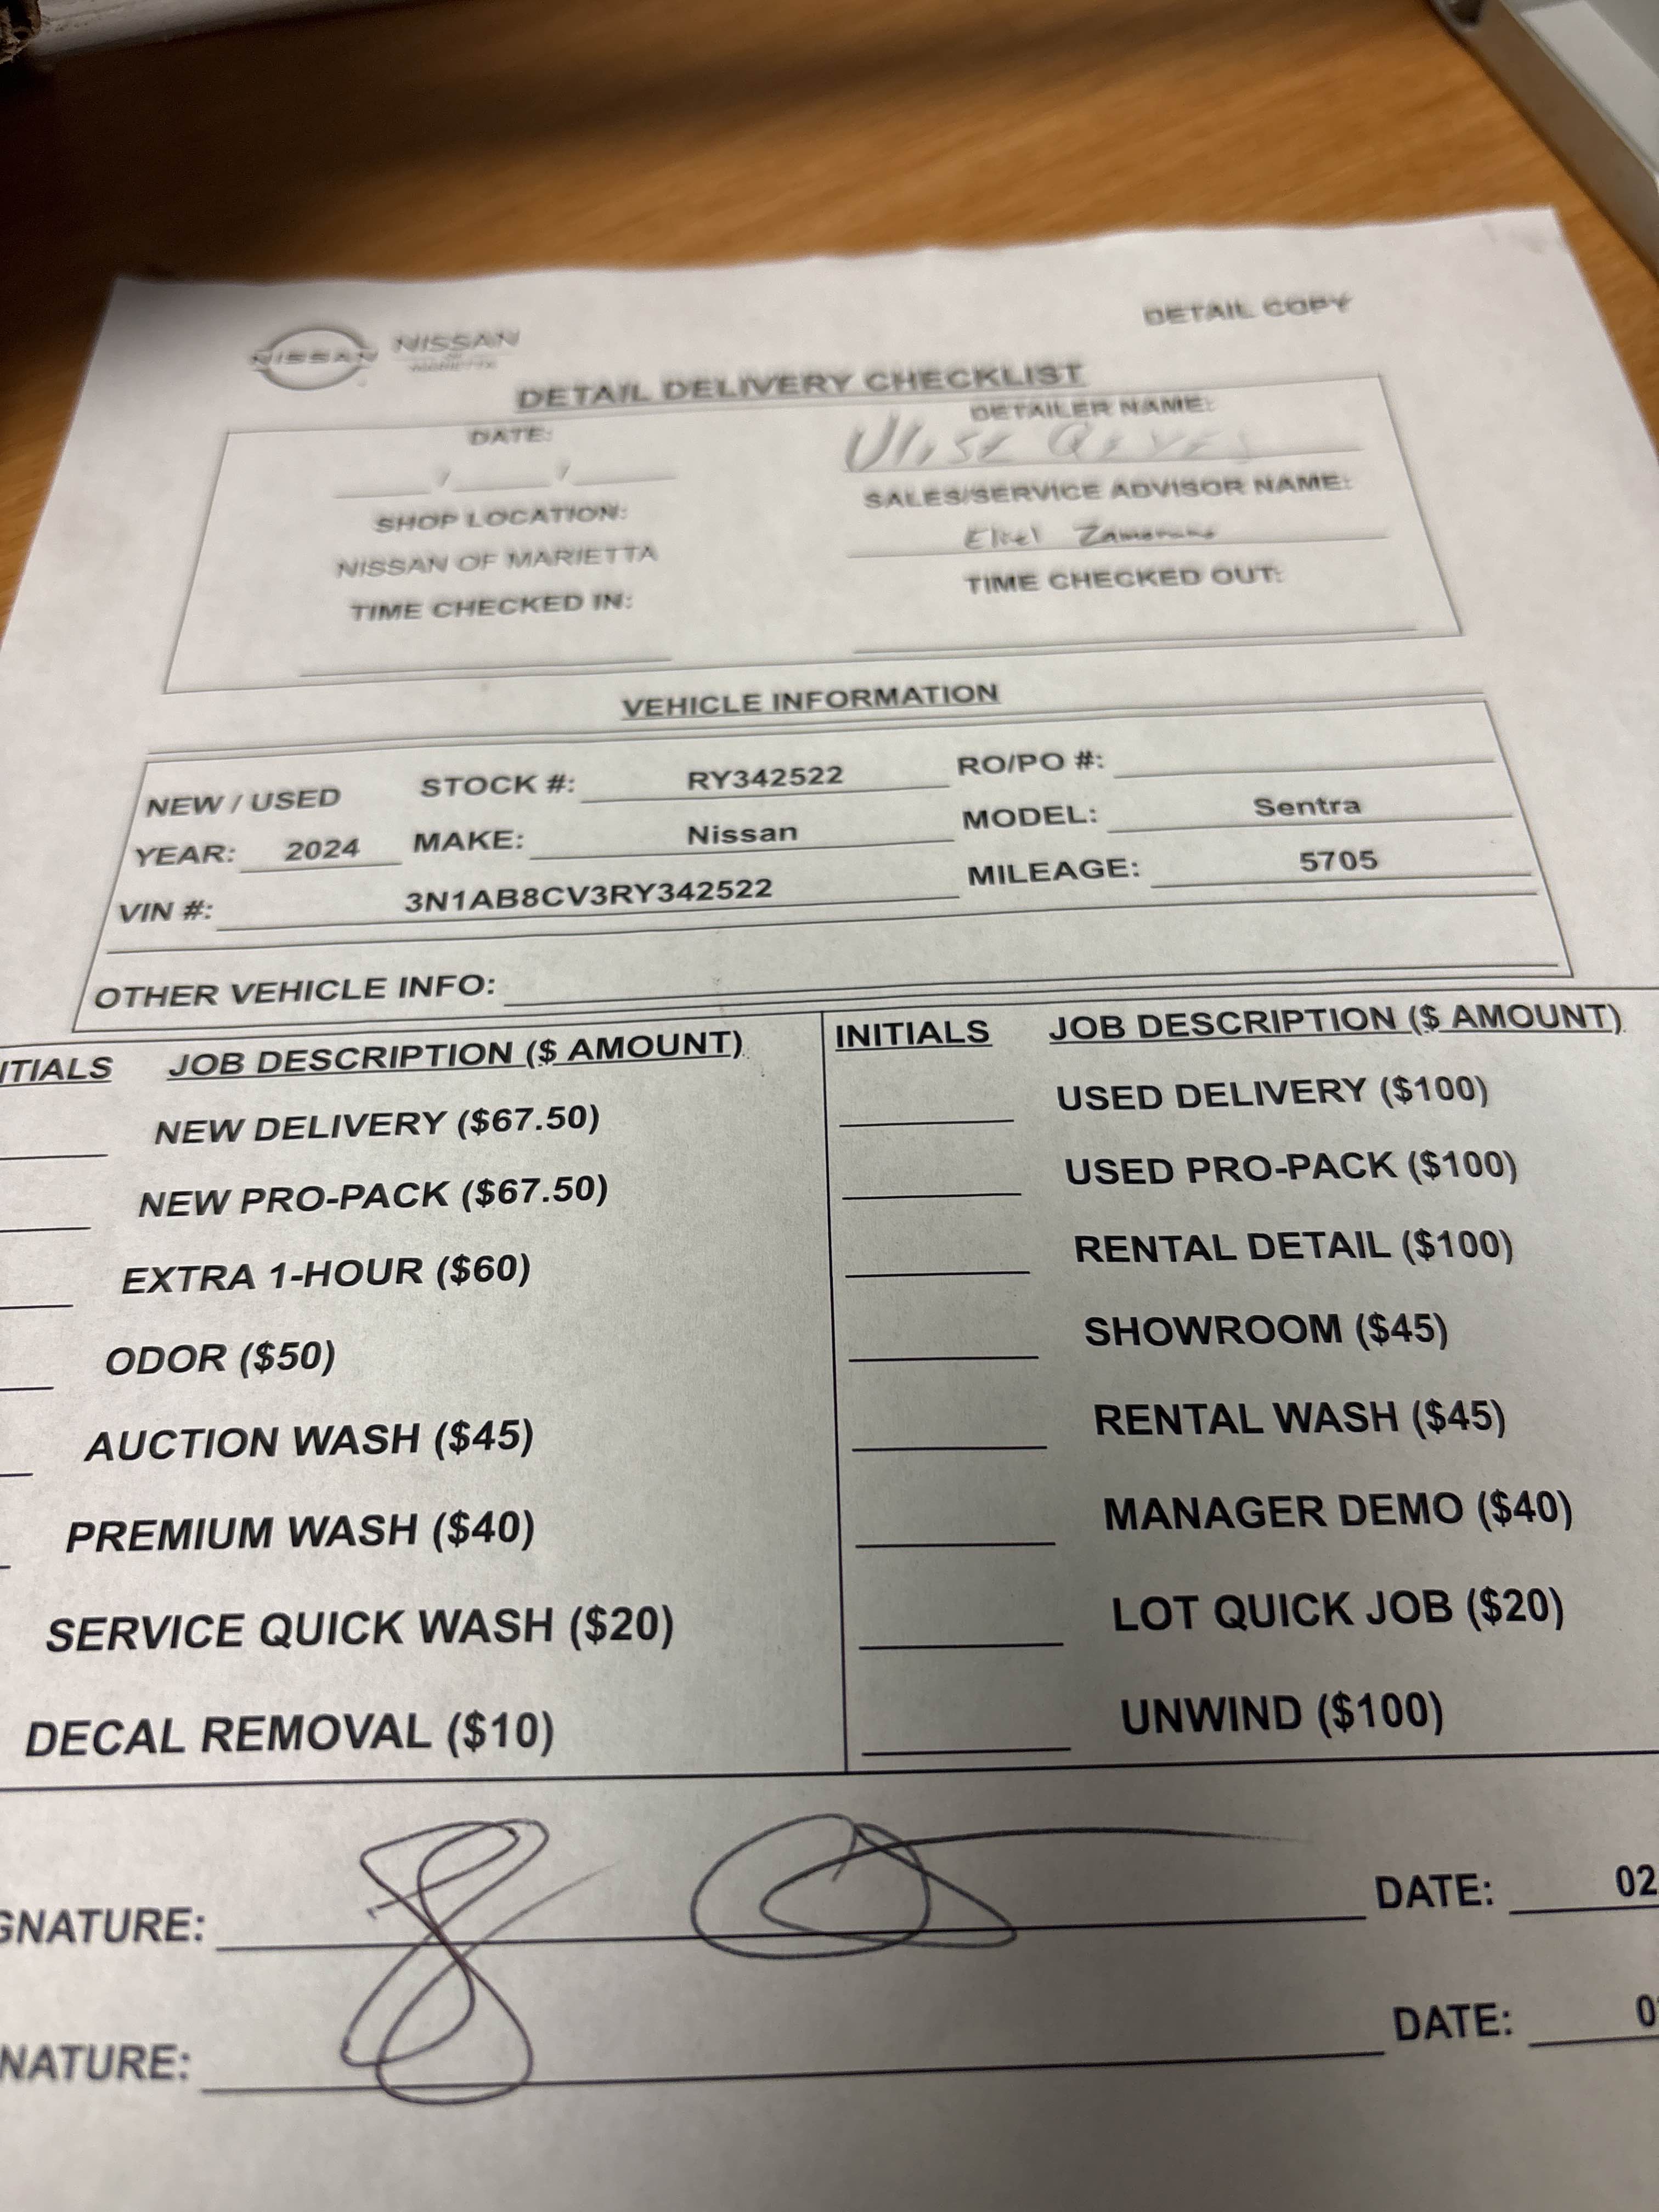 DETAIL COPY
NISSAN NISSAN
OF
MARIETTA
DETAIL DELIVERY CHECKLIST
DATE: DETAILER NAME:
/ /
SHOP LOCATION: SALES/SERVICE ADVISOR NAME:
NISSAN OF MARIETTA
TIME CHECKED IN: TIME CHECKED OUT:
VEHICLE INFORMATION
NEW / USED STOCK #: RY342522 RO/PO #:
YEAR: 2024 MAKE: Nissan MODEL: Sentra
VIN #: 3N1AB8CV3RY342522 MILEAGE: 5705
OTHER VEHICLE INFO:
ITIALS JOB DESCRIPTION ($ AMOUNT) INITIALS JOB DESCRIPTION ($ AMOUNT)
NEW DELIVERY ($67.50) USED DELIVERY ($100)
NEW PRO-PACK ($67.50) USED PRO-PACK ($100)
EXTRA 1-HOUR ($60) RENTAL DETAIL ($100)
ODOR ($50) SHOWROOM ($45)
AUCTION WASH ($45) RENTAL WASH ($45)
PREMIUM WASH ($40) MANAGER DEMO ($40)
SERVICE QUICK WASH ($20) LOT QUICK JOB ($20)
DECAL REMOVAL ($10) UNWIND ($100)
GNATURE: DATE: 02
NATURE: DATE: 0